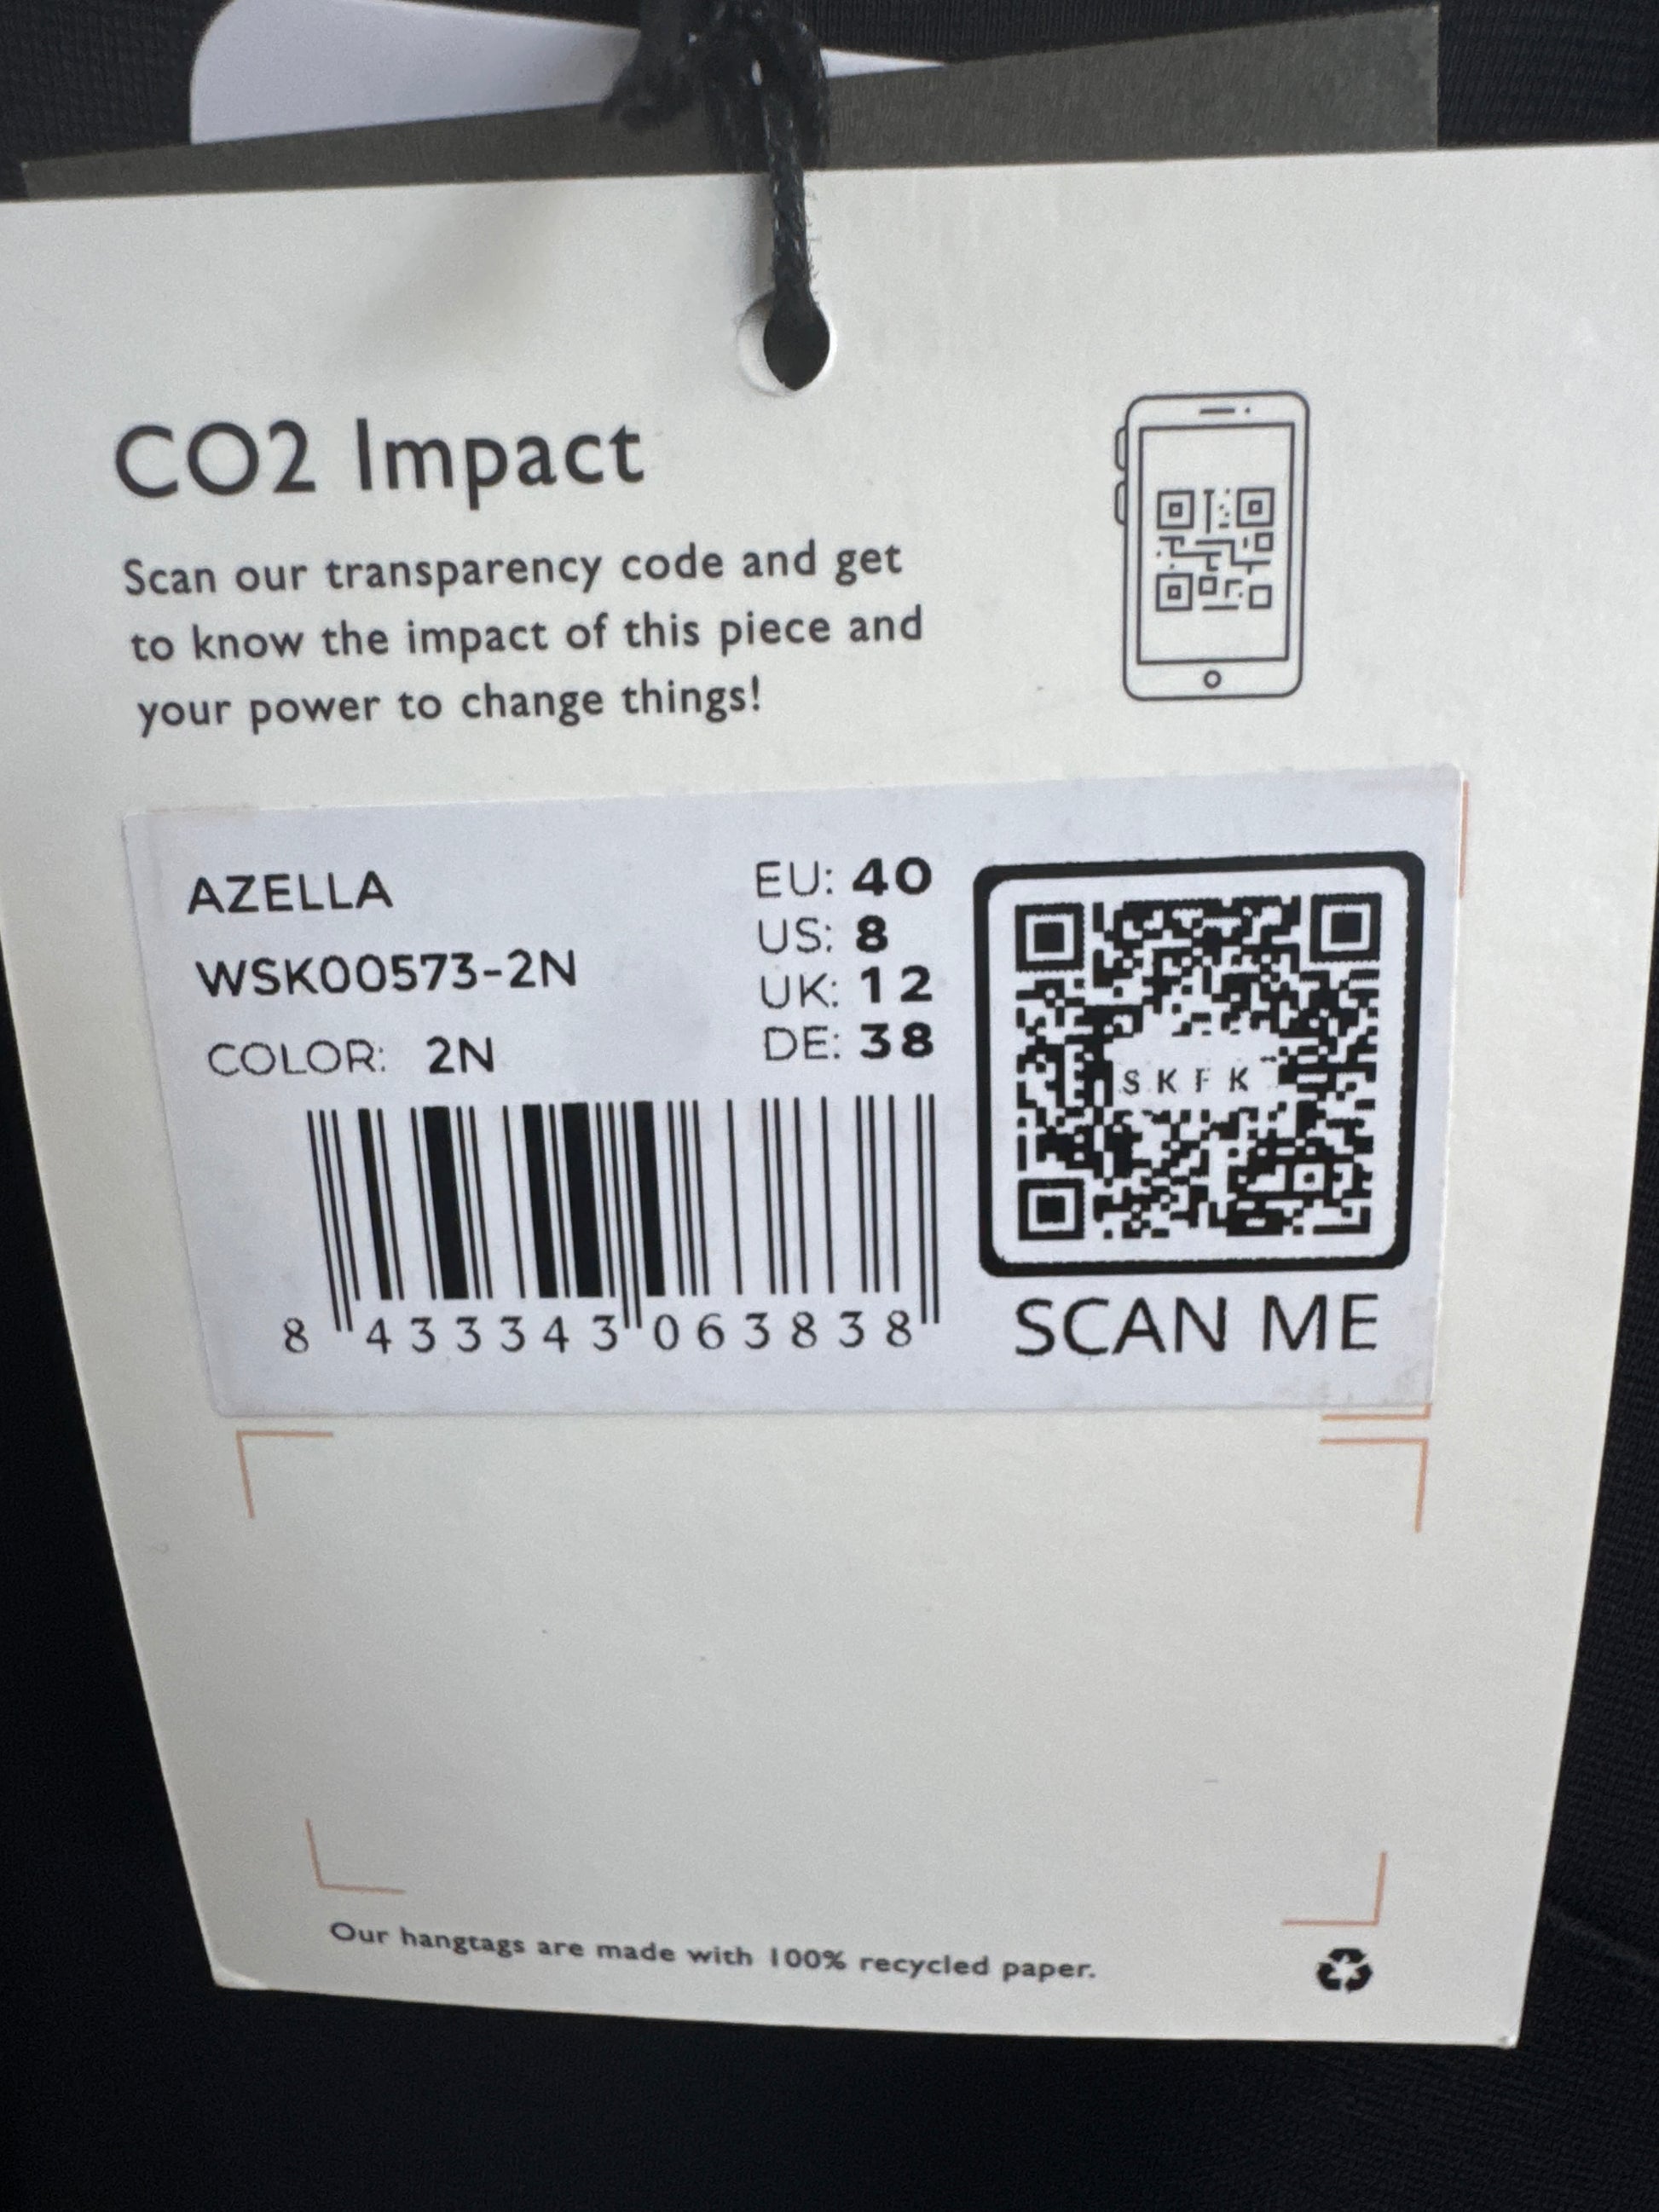 CO2 Impact
Scan our transparency code and get
to know the impact of this piece and
your power to change things!
AZELLA
WSK00573-2N
COLOR: 2N
EU: 40
US: 8
UK: 12
DE: 38
SKFK
8 433343 063838
SCAN ME
Our hangtags are made with 100% recycled paper.